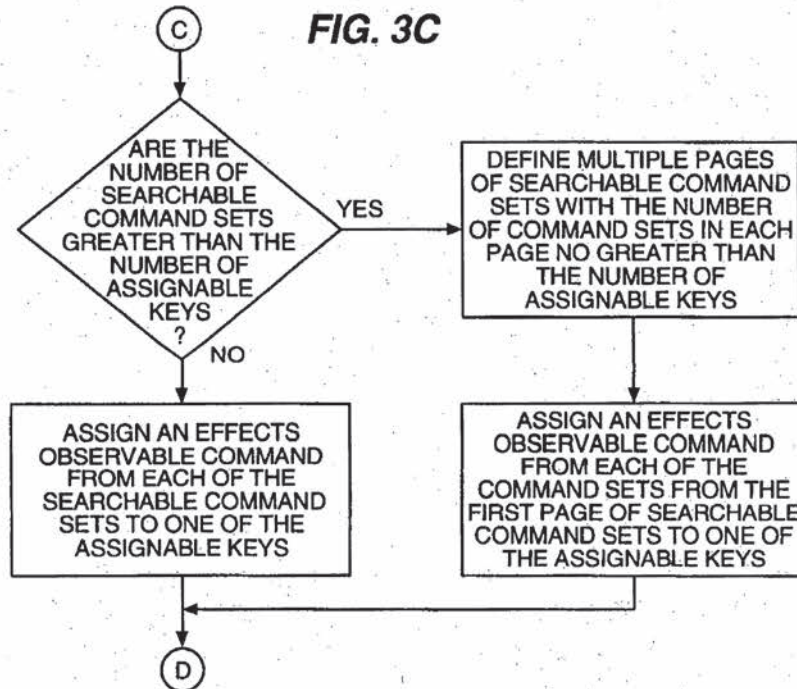 C
FIG. 3C
ARE THE
NUMBER OF
SEARCHABLE
COMMAND SETS
GREATER THAN THE
NUMBER OF
ASSIGNABLE
KEYS
?
YES
NO
DEFINE MULTIPLE PAGES
OF SEARCHABLE COMMAND
SETS WITH THE NUMBER
OF COMMAND SETS IN EACH
PAGE NO GREATER THAN
THE NUMBER OF
ASSIGNABLE KEYS
ASSIGN AN EFFECTS
OBSERVABLE COMMAND
FROM EACH OF THE
SEARCHABLE COMMAND
SETS TO ONE OF THE
ASSIGNABLE KEYS
ASSIGN AN EFFECTS
OBSERVABLE COMMAND
FROM EACH OF THE
COMMAND SETS FROM THE
FIRST PAGE OF SEARCHABLE
COMMAND SETS TO ONE OF
THE ASSIGNABLE KEYS
D